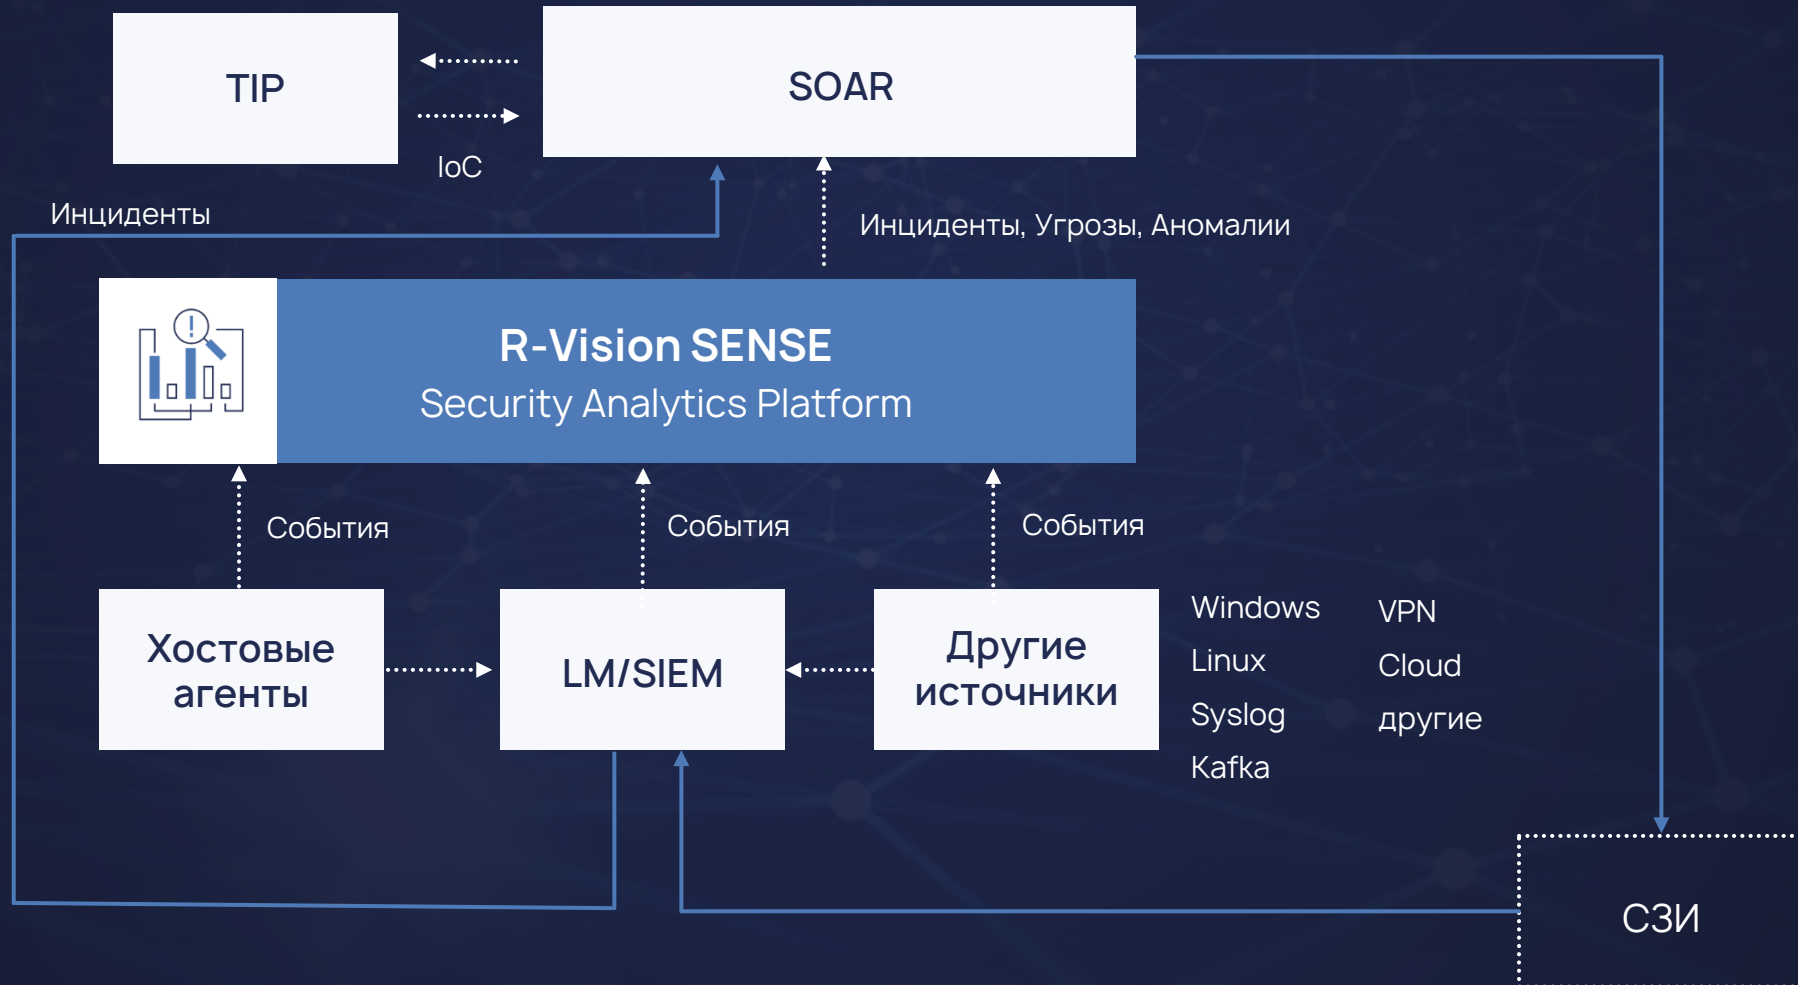 TIP
SOAR
IoC
Инциденты
Инциденты, Угрозы, Аномалии
R-Vision SENSE
Security Analytics Platform
События
События
События
Хостовые
агенты
LM/SIEM
Другие
источники
Windows
Linux
Syslog
Kafka
VPN
Cloud
другие
СЗИ